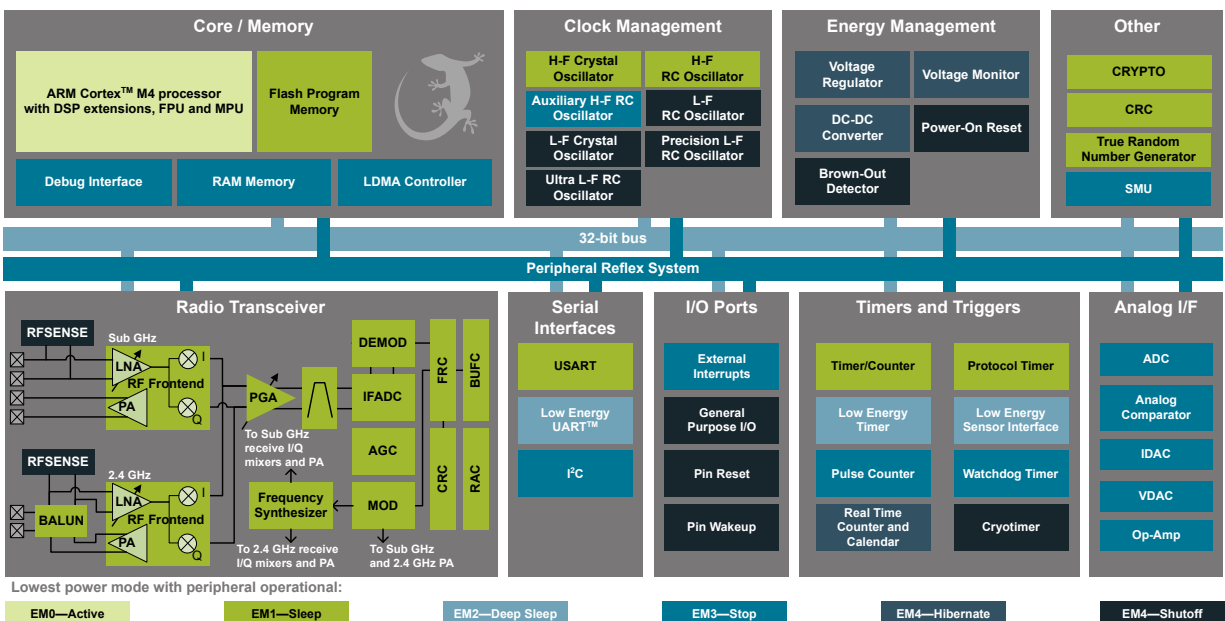 Core / Memory
ARM Cortex™ M4 processor
with DSP extensions, FPU and MPU
Flash Program
Memory
Debug Interface
RAM Memory
LDMA Controller
Clock Management
H-F Crystal
Oscillator
H-F
RC Oscillator
Auxiliary H-F RC
Oscillator
L-F
RC Oscillator
L-F Crystal
Oscillator
Precision L-F
RC Oscillator
Ultra L-F RC
Oscillator
Energy Management
Voltage
Regulator
Voltage Monitor
DC-DC
Converter
Power-On Reset
Brown-Out
Detector
Other
CRYPTO
CRC
True Random
Number Generator
SMU
32-bit bus
Peripheral Reflex System
Radio Transceiver
RFSENSE
Sub GHz
LNA
I
RF Frontend
PA
Q
RFSENSE
2.4 GHz
LNA
I
RF Frontend
BALUN
PA
Q
PGA
To Sub GHz
receive I/Q
mixers and PA
Frequency
Synthesizer
To 2.4 GHz receive
I/Q mixers and PA
DEMOD
IFADC
AGC
MOD
To Sub GHz
and 2.4 GHz PA
FRC
BUFC
CRC
RAC
Serial
Interfaces
USART
Low Energy
UART™
I²C
I/O Ports
External
Interrupts
General
Purpose I/O
Pin Reset
Pin Wakeup
Timers and Triggers
Timer/Counter
Protocol Timer
Low Energy
Timer
Low Energy
Sensor Interface
Pulse Counter
Watchdog Timer
Real Time
Counter and
Calendar
Cryotimer
Analog I/F
ADC
Analog
Comparator
IDAC
VDAC
Op-Amp
Lowest power mode with peripheral operational:
EM0—Active
EM1—Sleep
EM2—Deep Sleep
EM3—Stop
EM4—Hibernate
EM4—Shutoff